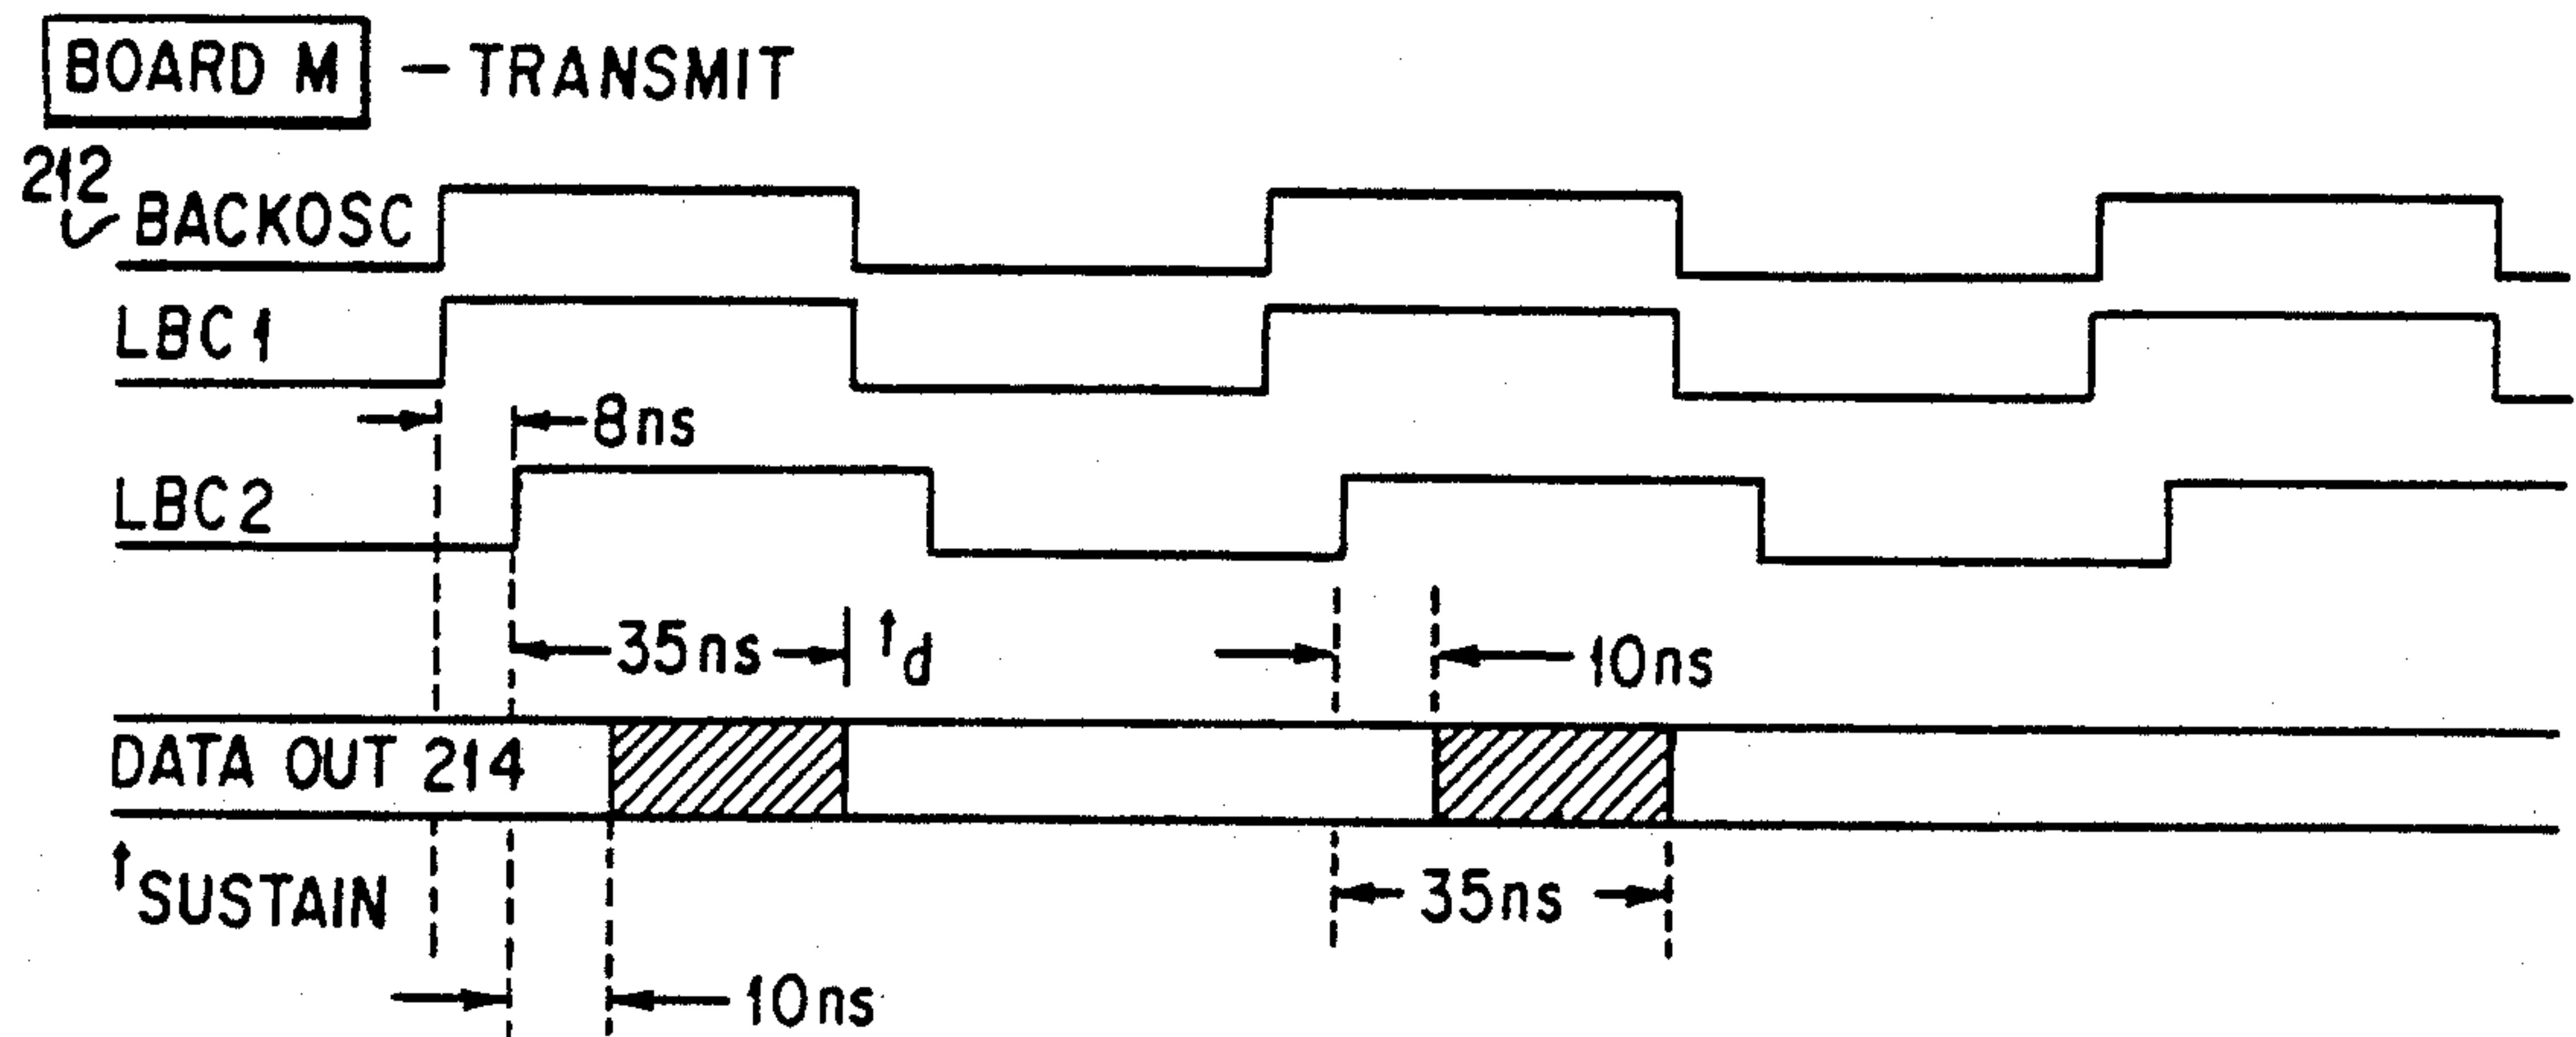 BOARD M - TRANSMIT
212
BACKOSC
LBC1
8ns
LBC2
35ns td
10ns
DATA OUT 214
tSUSTAIN
35ns
10ns